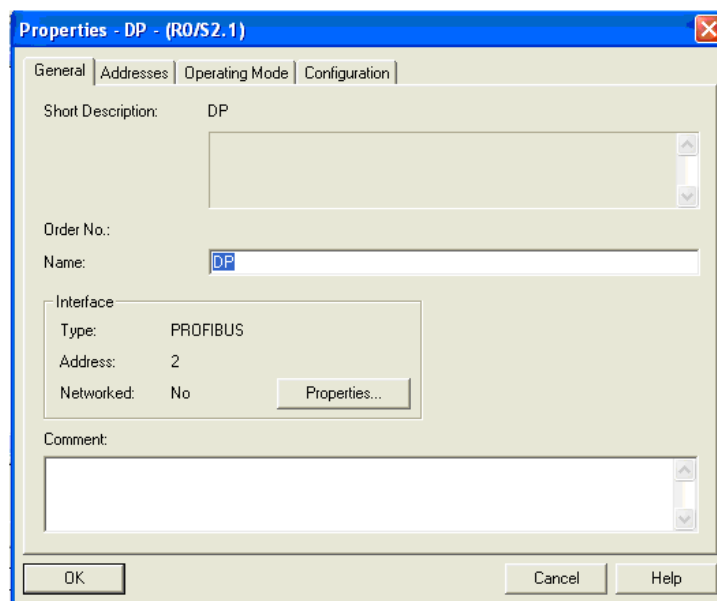 Properties - DP - (R0/S2.1)
General Addresses Operating Mode Configuration
Short Description: DP
Order No.:
Name: DP
Interface
Type: PROFIBUS
Address: 2
Networked: No Properties...
Comment:
OK Cancel Help